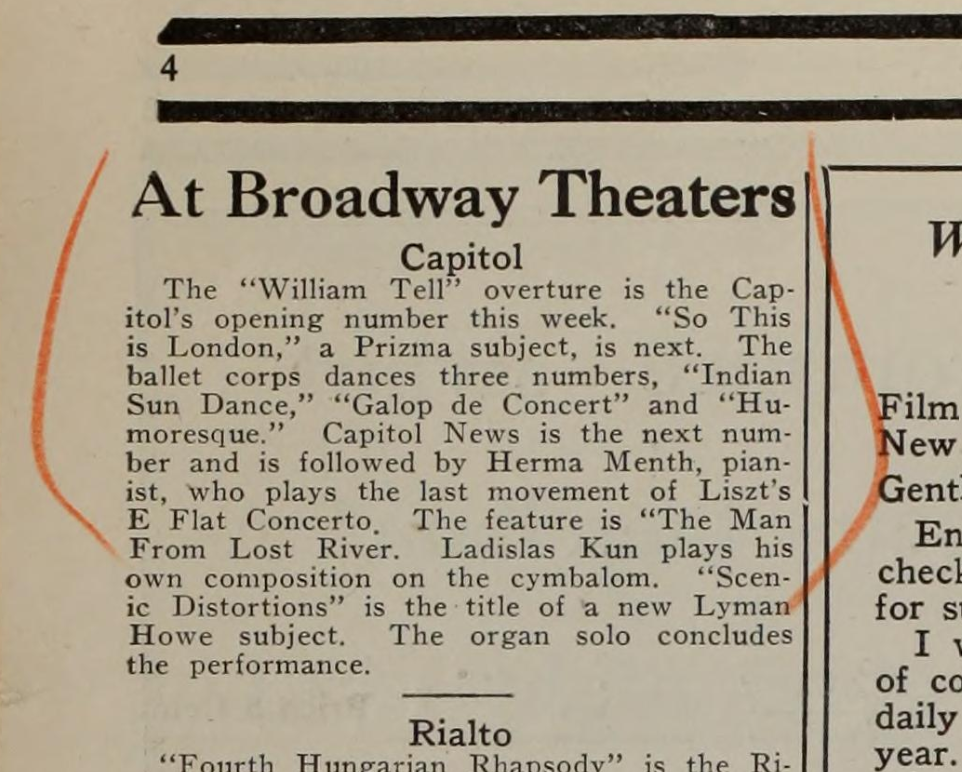 4
At Broadway Theaters
Capitol
The "William Tell" overture is the Cap-
itol's opening number this week. "So This
is London," a Prizma subject, is next. The
ballet corps dances three numbers, "Indian
Sun Dance," "Galop de Concert" and "Hu-
moresque." Capitol News is the next num-
ber and is followed by Herma Menth, pian-
ist, who plays the last movement of Liszt's
E Flat Concerto. The feature is "The Man
From Lost River. Ladislas Kun plays his
own composition on the cymbalom. "Scen-
ic Distortions" is the title of a new Lyman
Howe subject. The organ solo concludes
the performance.
Rialto
"Fourth Hungarian Rhapsody" is the Ri-
W
Film
New
Gentl
En
check
for s
I w
of co
daily
year.